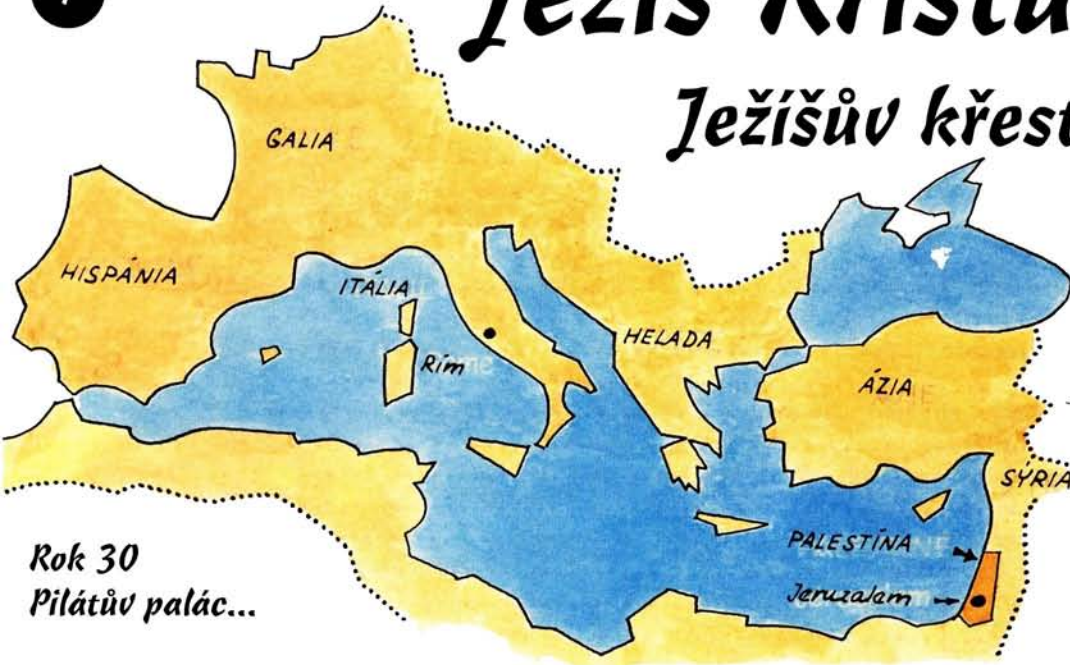 Ježíš Kristu
Ježíšův křest
GALIA
HISPÁNIA
ITÁLIA
Rím
HELADA
ÁZIA
SÝRIA
PALESTÍNA
Jeruzalem
Rok 30
Pilátův palác...